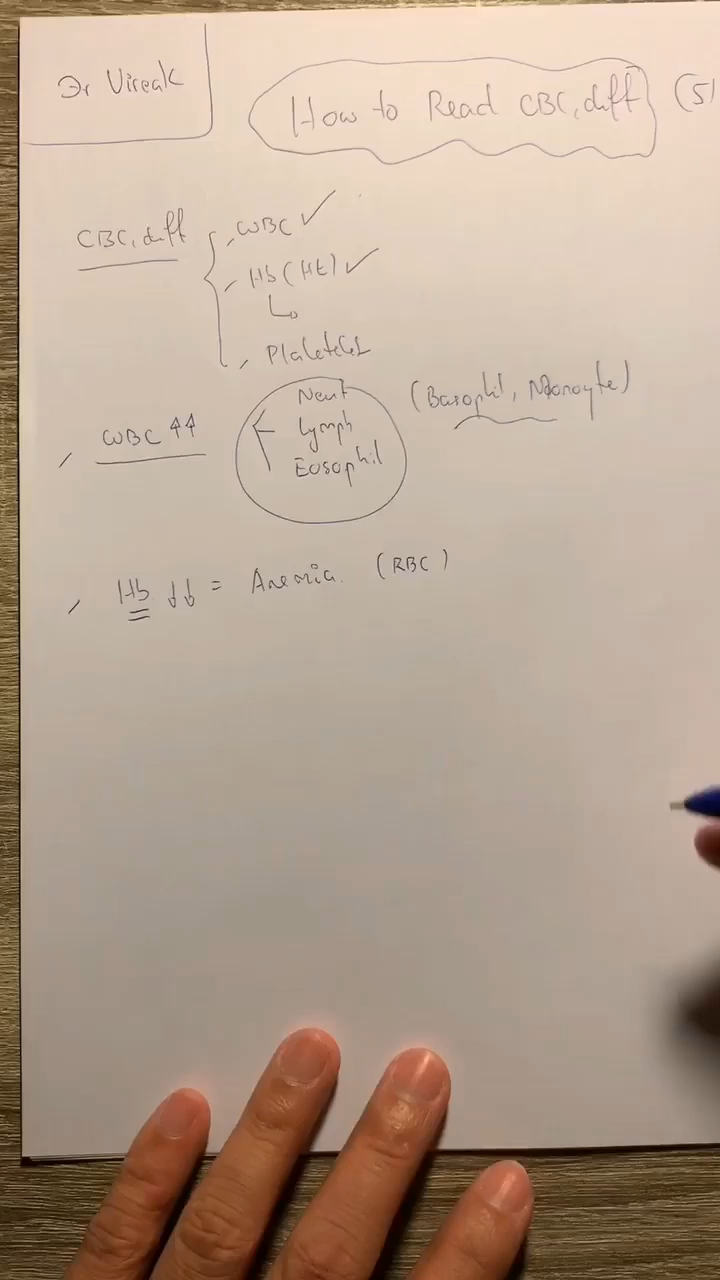 Dr Vireak
How to Read CBC, diff (5)
CBC, diff
, WBC ✓
, Hb (Ht) ✓
, Platelet
, WBC ↑↑
Neut
Lymph
Eosophil
(Basophil, Monocyte)
, Hb ↓↓ = Anemia. (RBC)